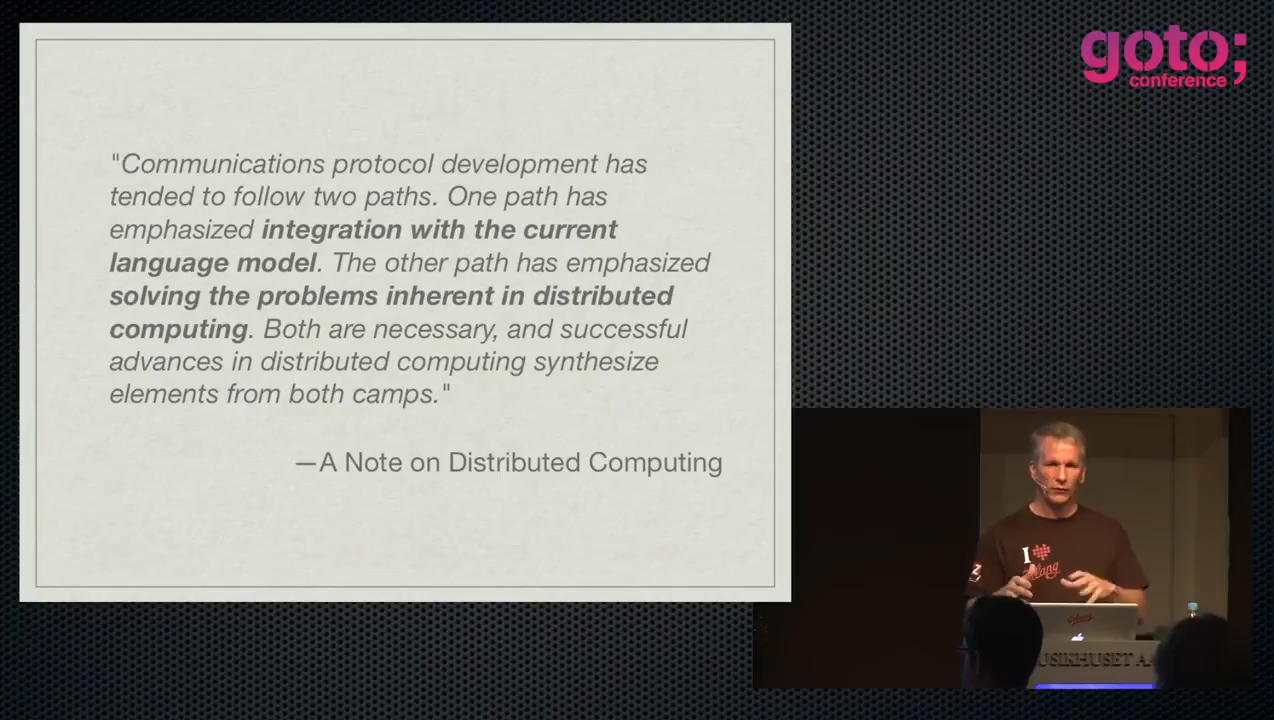 "Communications protocol development has
tended to follow two paths. One path has
emphasized integration with the current
language model. The other path has emphasized
solving the problems inherent in distributed
computing. Both are necessary, and successful
advances in distributed computing synthesize
elements from both camps."
—A Note on Distributed Computing
goto;
conference
I